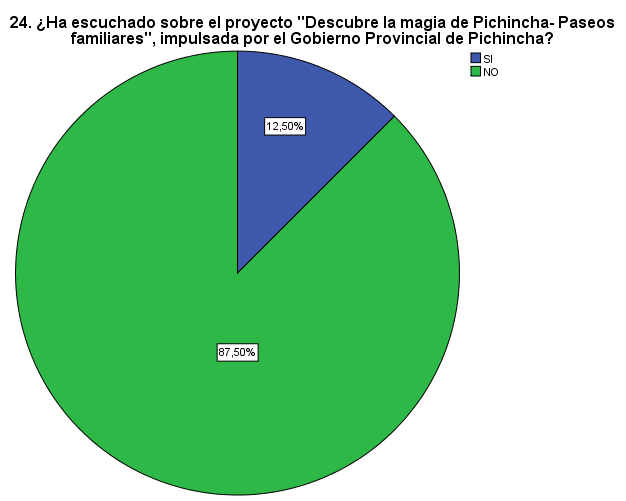 24. ¿Ha escuchado sobre el proyecto "Descubre la magia de Pichincha- Paseos
familiares", impulsada por el Gobierno Provincial de Pichincha?
SI
NO
12,50%
87,50%